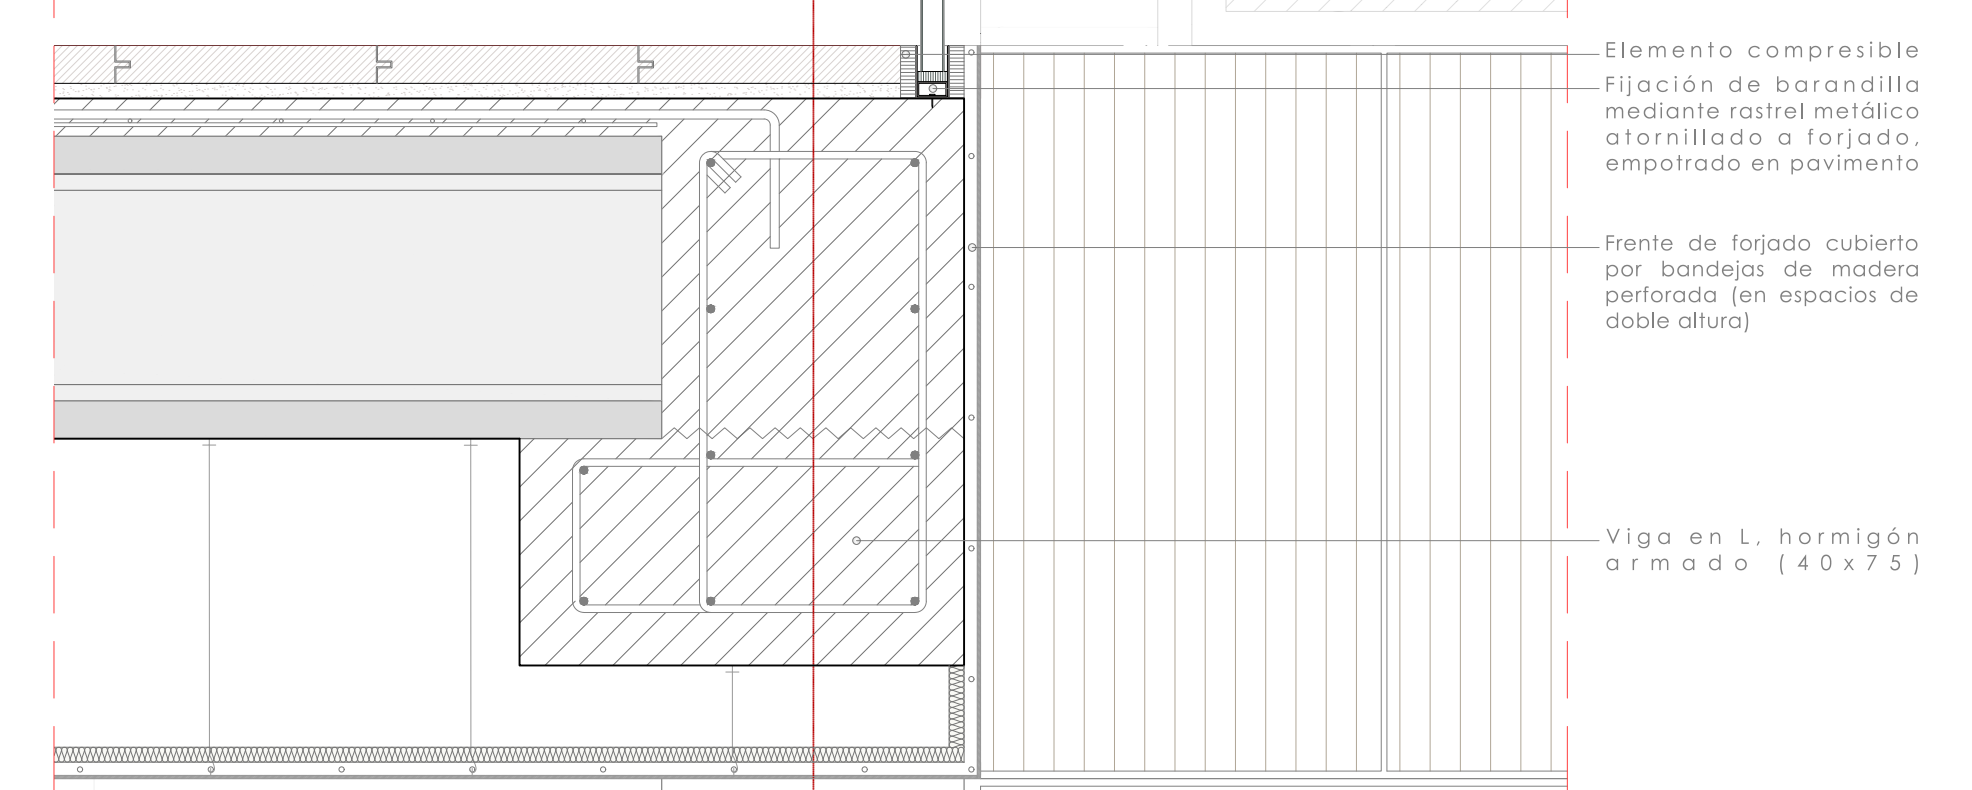 Elemento compresible
Fijación de barandilla
mediante rastrel metálico
atornillado a forjado,
empotrado en pavimento
Frente de forjado cubierto
por bandejas de madera
perforada (en espacios de
doble altura)
Viga en L, hormigón
armado (40x75)